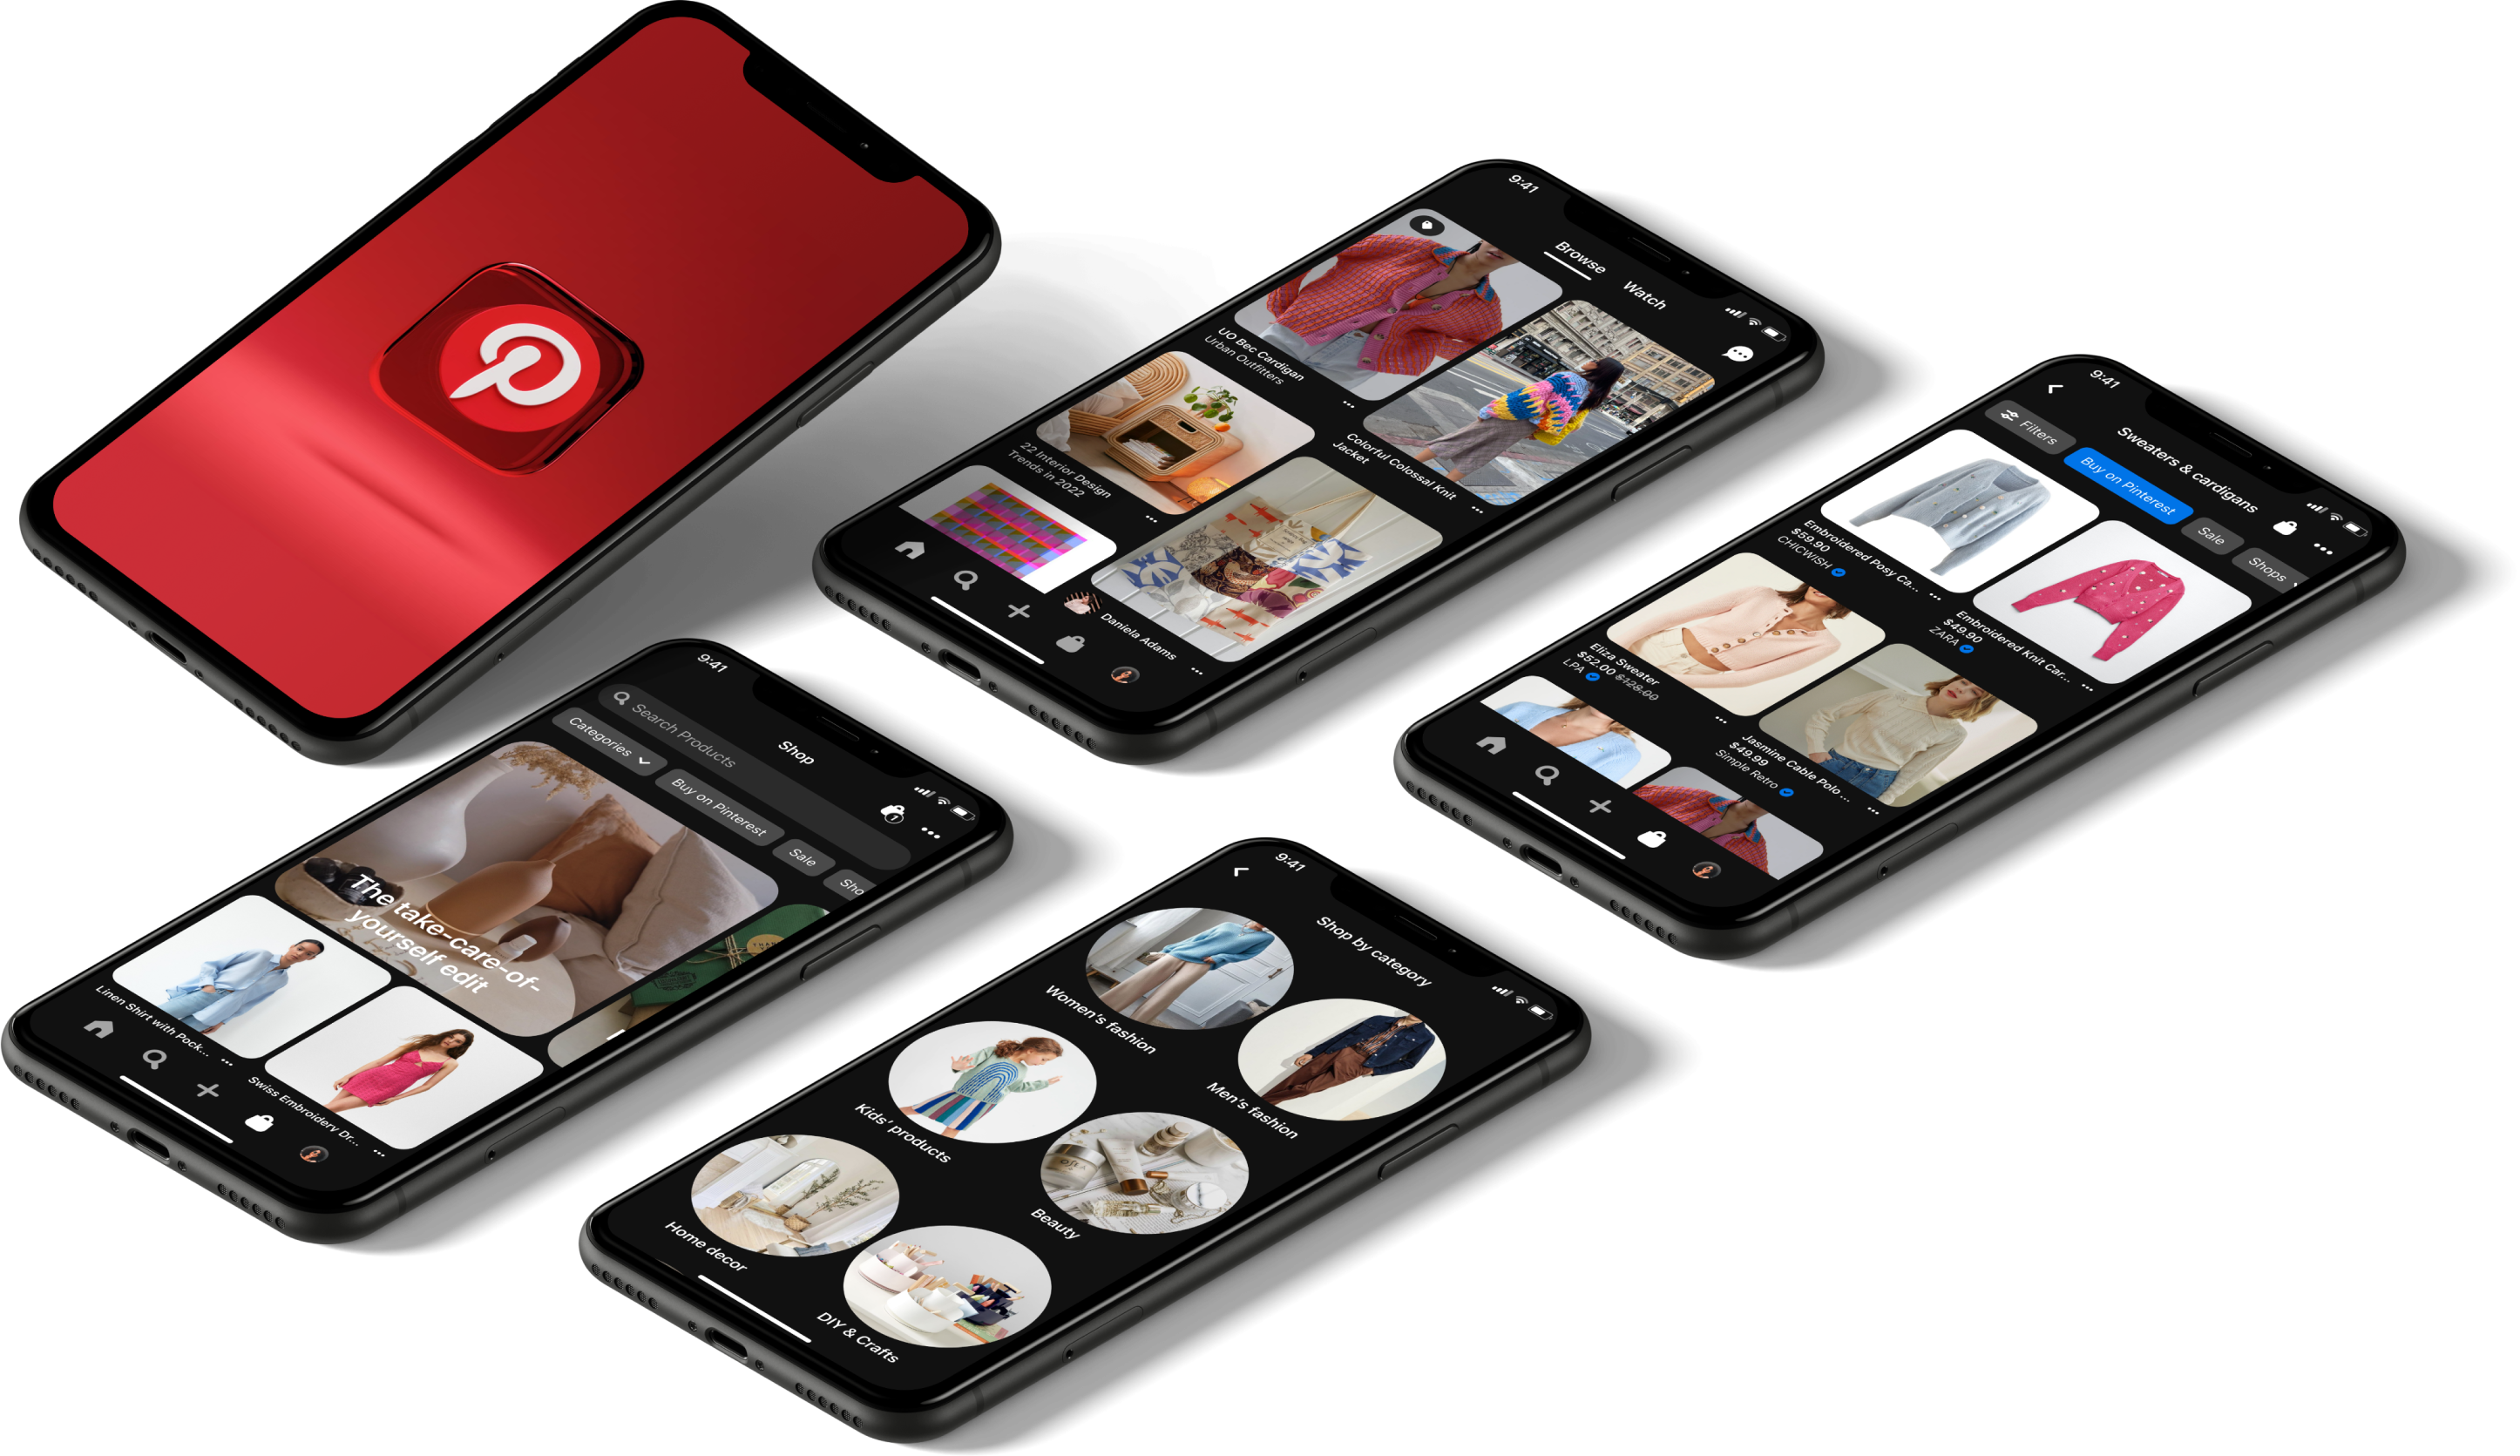 9:41
Browse
Watch
UO Bec Cardigan
Urban Outfitters
Colorful Colossal Knit
Jacket
22 Interior Design
Trends in 2022
Daniela Adams
9:41
Sweaters & cardigans
Filters
Buy on Pinterest
Sale
Shops
Embroidered Posy Ca...
$59.90
CHICWISH
Embroidered Knit Car...
$49.90
ZARA
Eliza Sweater
$52.00 $128.00
LPA
Jasmine Cable Polo ...
$49.99
Simple Retro
9:41
Shop
1
Search Products
Categories
Buy on Pinterest
Sale
Sho
The take-care-of-
yourself edit
Linen Shirt with Pock...
Swiss Embroidery Dr...
9:41
Shop by category
Women's fashion
Men's fashion
Kids' products
Beauty
Home decor
DIY & Crafts